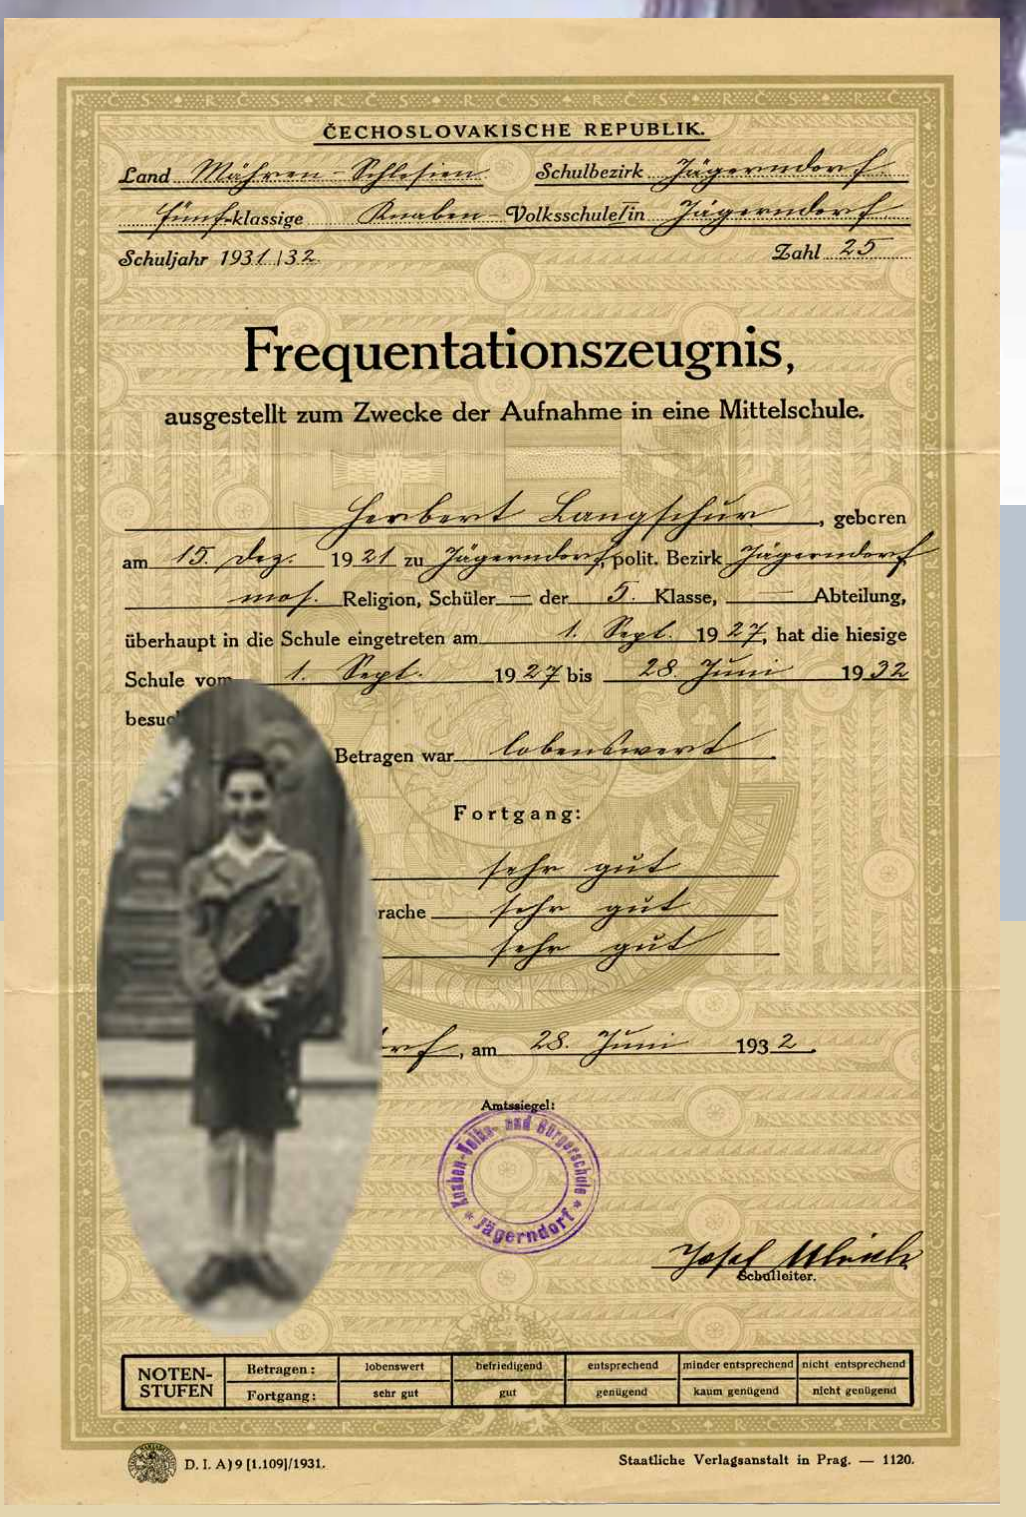 ČECHOSLOVAKISCHE REPUBLIK.
Land Mähren-Schlesien Schulbezirk Jägerndorf
fünf-klassige Knaben-Volksschule in Jägerndorf
Schuljahr 1931/32 Zahl 25
Frequentationszeugnis,
ausgestellt zum Zwecke der Aufnahme in eine Mittelschule.
Herbert Langschur, geboren
am 15. Dez. 1921 zu Jägerndorf, polit. Bezirk Jägerndorf
mos. Religion, Schüler — der 5. Klasse, — Abteilung,
überhaupt in die Schule eingetreten am 1. Sept. 1927, hat die hiesige
Schule vom 1. Sept. 1927 bis 28. Juni 1932
besuc
Betragen war lobenswert
Fortgang:
sehr gut
rache sehr gut
sehr gut
rf, am 28. Juni 1932.
Amtssiegel:
Knaben-Volks- und Bürgerschule
* Jägerndorf *
Josef Ulrich
Schulleiter.
NOTEN-STUFEN Betragen: lobenswert befriedigend entsprechend minder entsprechend nicht entsprechend
Fortgang: sehr gut gut genügend kaum genügend nicht genügend
D. I. A) 9 [1.109]/1931. Staatliche Verlagsanstalt in Prag. — 1120.